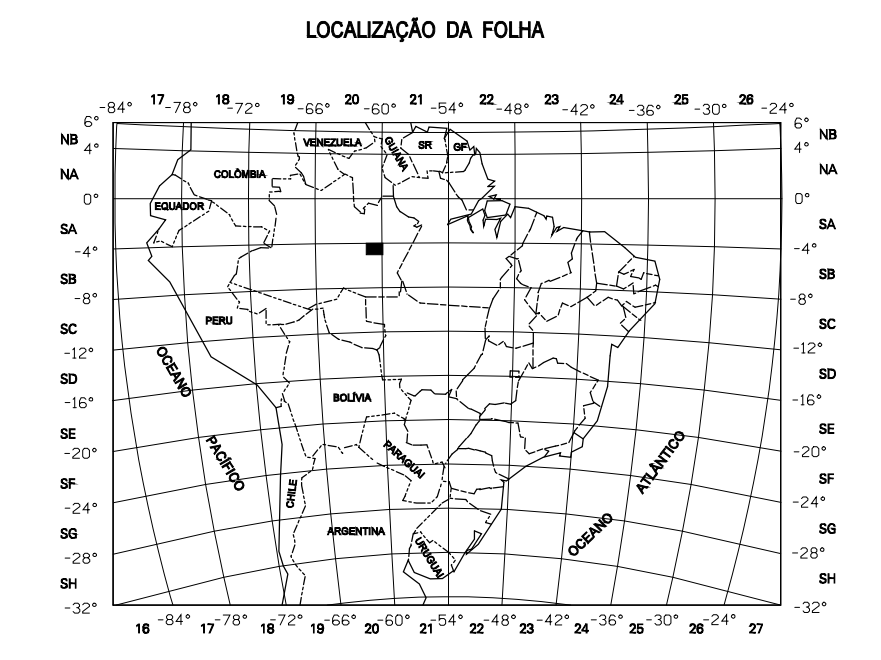 LOCALIZAÇÃO DA FOLHA
17 18 19 20 21 22 23 24 25 26
-84° -78° -72° -66° -60° -54° -48° -42° -36° -30° -24°
6° 6°
NB NB
4° 4°
VENEZUELA GUIANA SR GF
NA COLÔMBIA NA
0° 0°
EQUADOR
SA SA
-4° -4°
SB SB
-8° -8°
PERU
SC SC
-12° -12°
OCEANO
SD SD
-16° BOLÍVIA -16°
SE SE
-20° PACÍFICO PARAGUAI ATLÂNTICO -20°
SF SF
-24° CHILE -24°
SG ARGENTINA OCEANO SG
-28° URUGUAI -28°
SH SH
-32° -32°
-84° -78° -72° -66° -60° -54° -48° -42° -36° -30° -24°
16 17 18 19 20 21 22 23 24 25 26 27